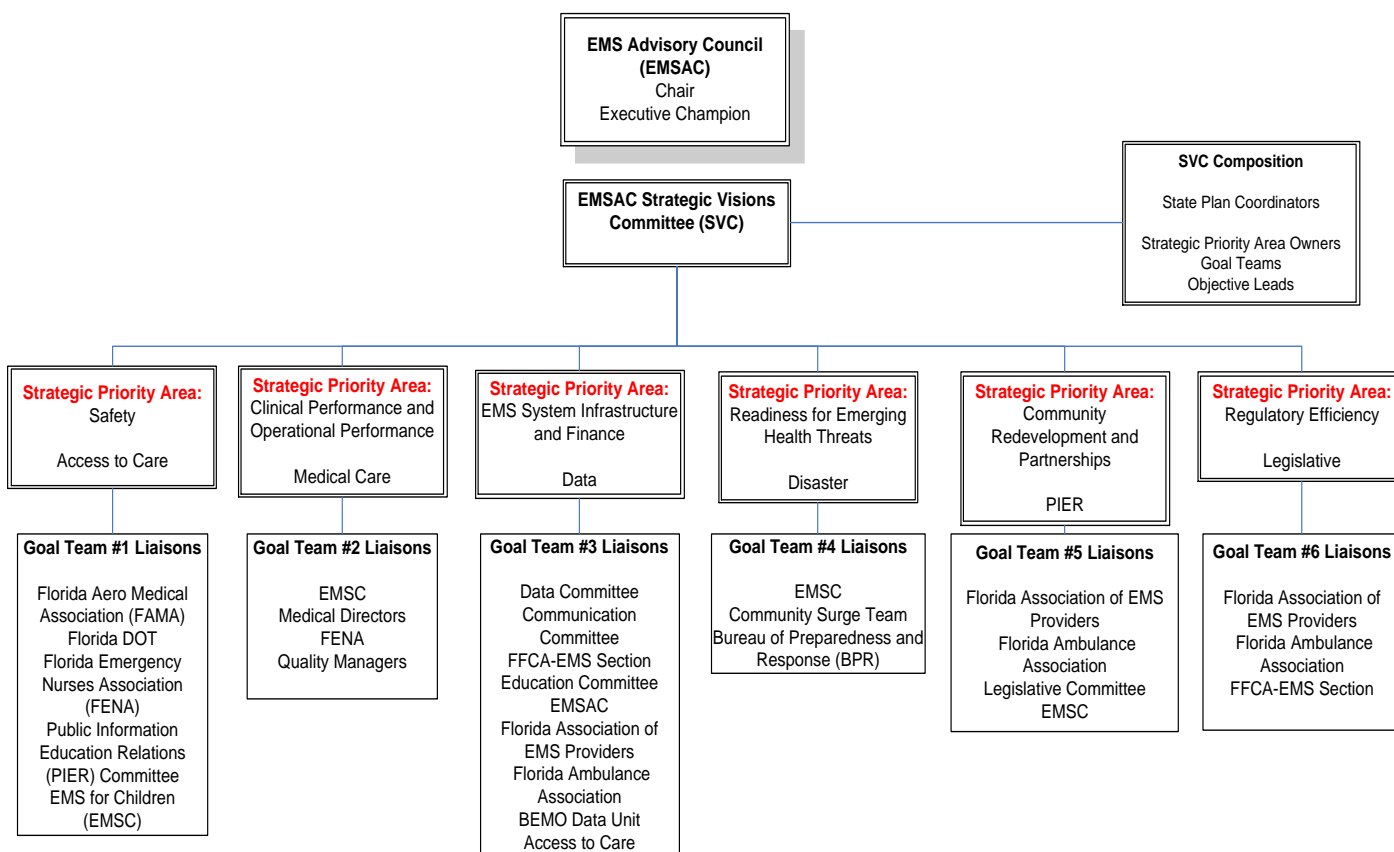 EMS Advisory Council
(EMSAC)
Chair
Executive Champion
SVC Composition
State Plan Coordinators
Strategic Priority Area Owners
Goal Teams
Objective Leads
EMSAC Strategic Visions
Committee (SVC)
Strategic Priority Area:
Safety
Access to Care
Strategic Priority Area:
Clinical Performance and
Operational Performance
Medical Care
Strategic Priority Area:
EMS System Infrastructure
and Finance
Data
Strategic Priority Area:
Readiness for Emerging
Health Threats
Disaster
Strategic Priority Area:
Community
Redevelopment and
Partnerships
PIER
Strategic Priority Area:
Regulatory Efficiency
Legislative
Goal Team #1 Liaisons
Florida Aero Medical
Association (FAMA)
Florida DOT
Florida Emergency
Nurses Association
(FENA)
Public Information
Education Relations
(PIER) Committee
EMS for Children
(EMSC)
Goal Team #2 Liaisons
EMSC
Medical Directors
FENA
Quality Managers
Goal Team #3 Liaisons
Data Committee
Communication
Committee
FFCA-EMS Section
Education Committee
EMSAC
Florida Association of
EMS Providers
Florida Ambulance
Association
BEMO Data Unit
Access to Care
Goal Team #4 Liaisons
EMSC
Community Surge Team
Bureau of Preparedness and
Response (BPR)
Goal Team #5 Liaisons
Florida Association of EMS
Providers
Florida Ambulance
Association
Legislative Committee
EMSC
Goal Team #6 Liaisons
Florida Association of
EMS Providers
Florida Ambulance
Association
FFCA-EMS Section